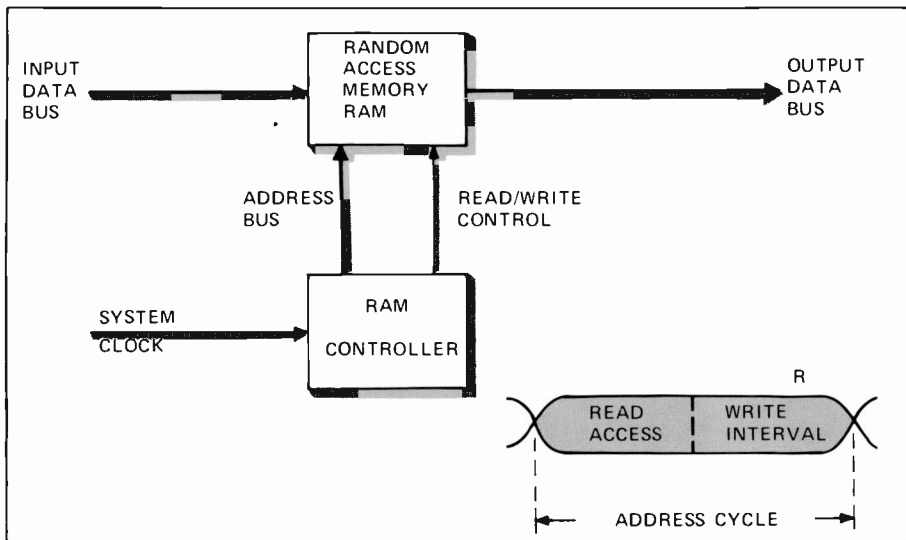 INPUT
DATA
BUS
RANDOM
ACCESS
MEMORY
RAM
OUTPUT
DATA
BUS
ADDRESS
BUS
READ/WRITE
CONTROL
SYSTEM
CLOCK
RAM
CONTROLLER
R
READ
ACCESS
WRITE
INTERVAL
ADDRESS CYCLE